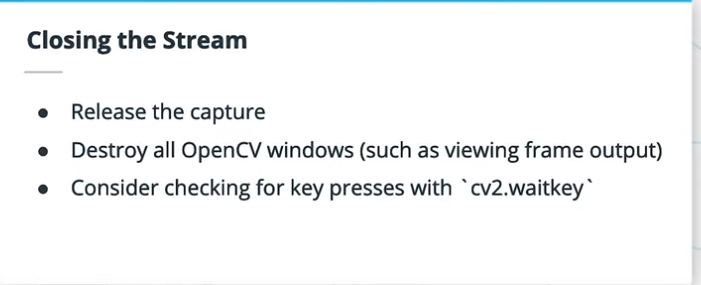 Closing the Stream
● Release the capture
● Destroy all OpenCV windows (such as viewing frame output)
● Consider checking for key presses with `cv2.waitkey`